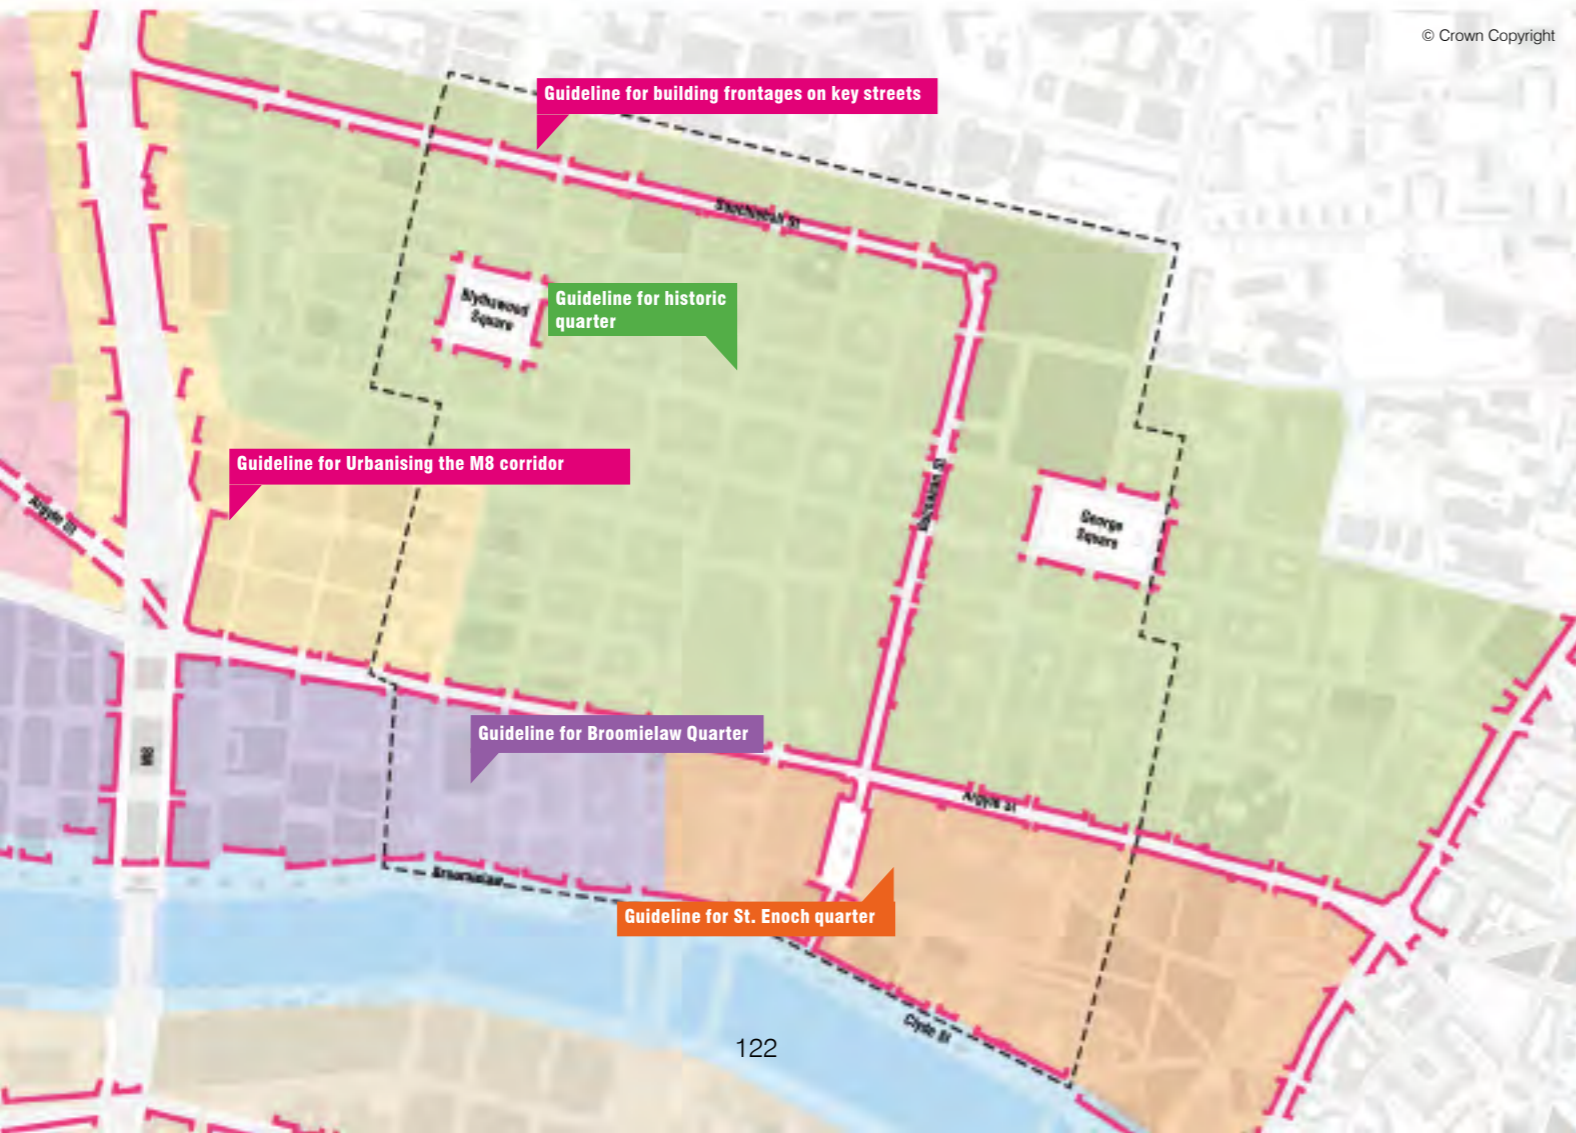 © Crown Copyright
Guideline for building frontages on key streets
Sauchiehall St
Blythswood
Square
Guideline for historic
quarter
Guideline for Urbanising the M8 corridor
Argyle St
Buchanan St
George
Square
Guideline for Broomielaw Quarter
M8
Argyle St
Broomielaw
Guideline for St. Enoch quarter
Clyde St
122